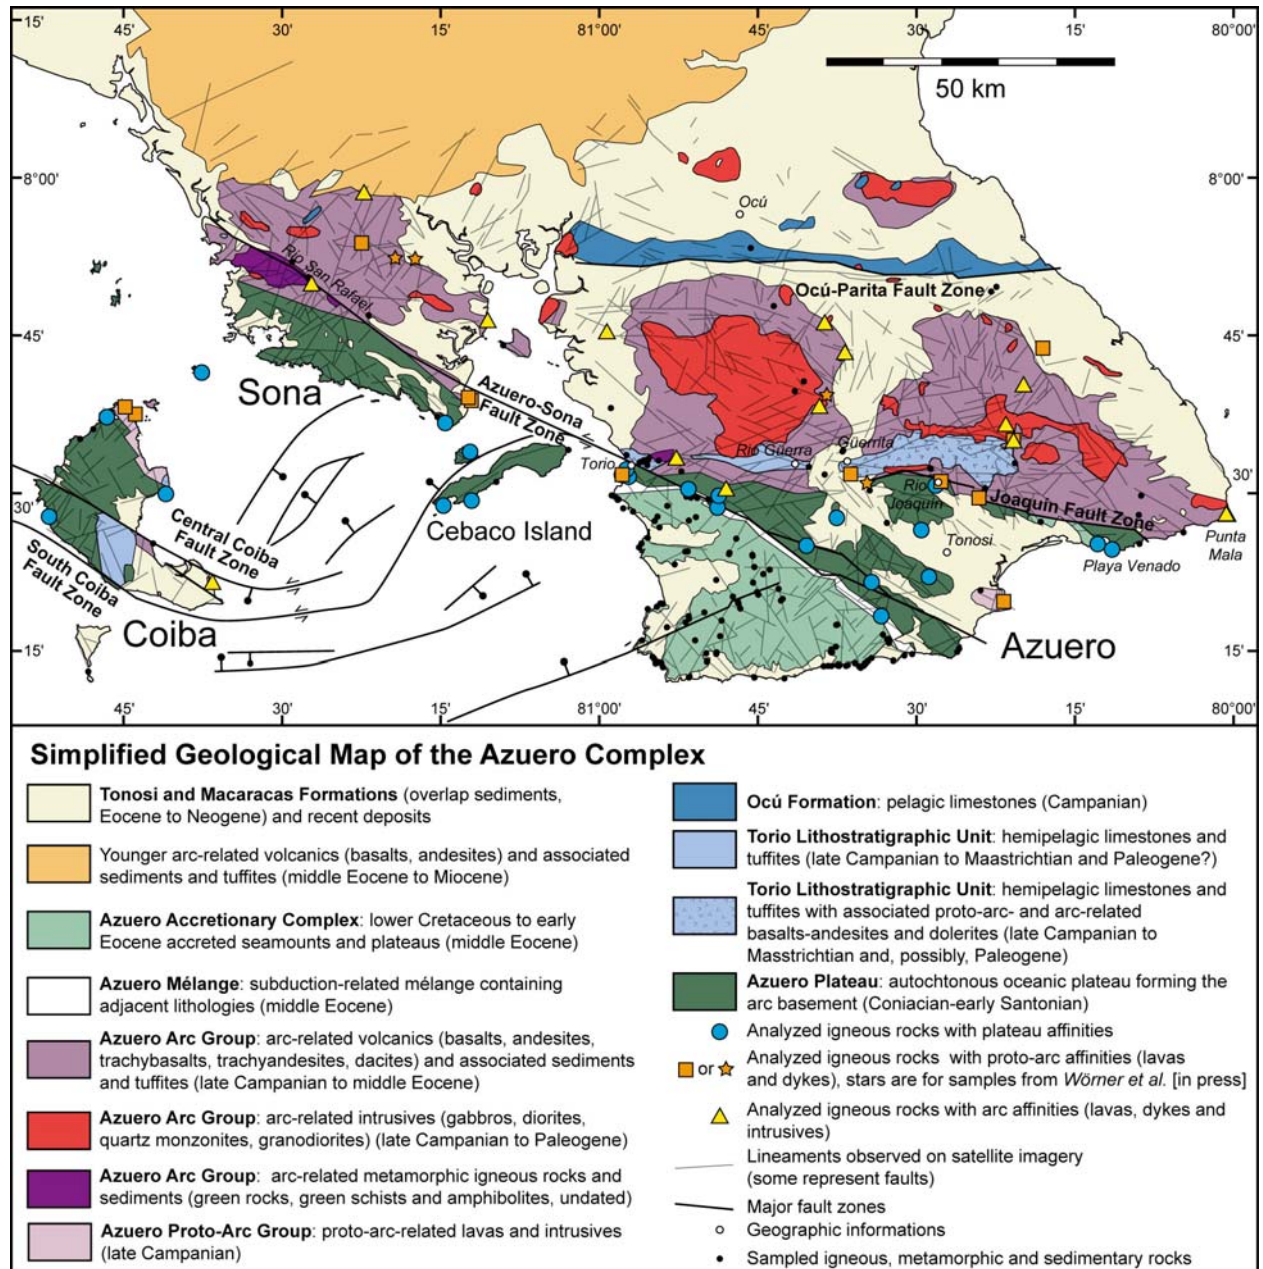 15'
45'
30'
15'
81°00'
45'
30'
15'
80°00'
15'
50 km
8°00'
8°00'
Ocú
Rio San Rafael
Ocú-Parita Fault Zone
45'
45'
Sona
Azuero-Sona
Fault Zone
Torio
Rio Güerra
Güerrita
30'
30'
Rio
Joaquín
Joaquín Fault Zone
Central Coiba
Fault Zone
Cebaco Island
Tonosi
Punta
Mala
Playa Venado
South Coiba
Fault Zone
Coiba
Azuero
15'
15'
45'
30'
15'
81°00'
45'
30'
15'
80°00'
Simplified Geological Map of the Azuero Complex
Tonosi and Macaracas Formations (overlap sediments,
Eocene to Neogene) and recent deposits
Younger arc-related volcanics (basalts, andesites) and associated
sediments and tuffites (middle Eocene to Miocene)
Azuero Accretionary Complex: lower Cretaceous to early
Eocene accreted seamounts and plateaus (middle Eocene)
Azuero Mélange: subduction-related mélange containing
adjacent lithologies (middle Eocene)
Azuero Arc Group: arc-related volcanics (basalts, andesites,
trachybasalts, trachyandesites, dacites) and associated sediments
and tuffites (late Campanian to middle Eocene)
Azuero Arc Group: arc-related intrusives (gabbros, diorites,
quartz monzonites, granodiorites) (late Campanian to Paleogene)
Azuero Arc Group: arc-related metamorphic igneous rocks and
sediments (green rocks, green schists and amphibolites, undated)
Azuero Proto-Arc Group: proto-arc-related lavas and intrusives
(late Campanian)
Ocú Formation: pelagic limestones (Campanian)
Torio Lithostratigraphic Unit: hemipelagic limestones and
tuffites (late Campanian to Maastrichtian and Paleogene?)
Torio Lithostratigraphic Unit: hemipelagic limestones and
tuffites with associated proto-arc- and arc-related
basalts-andesites and dolerites (late Campanian to
Masstrichtian and, possibly, Paleogene)
Azuero Plateau: autochtonous oceanic plateau forming the
arc basement (Coniacian-early Santonian)
Analyzed igneous rocks with plateau affinities
or
Analyzed igneous rocks with proto-arc affinities (lavas
and dykes), stars are for samples from Wörner et al. [in press]
Analyzed igneous rocks with arc affinities (lavas, dykes and
intrusives)
Lineaments observed on satellite imagery
(some represent faults)
Major fault zones
Geographic informations
Sampled igneous, metamorphic and sedimentary rocks